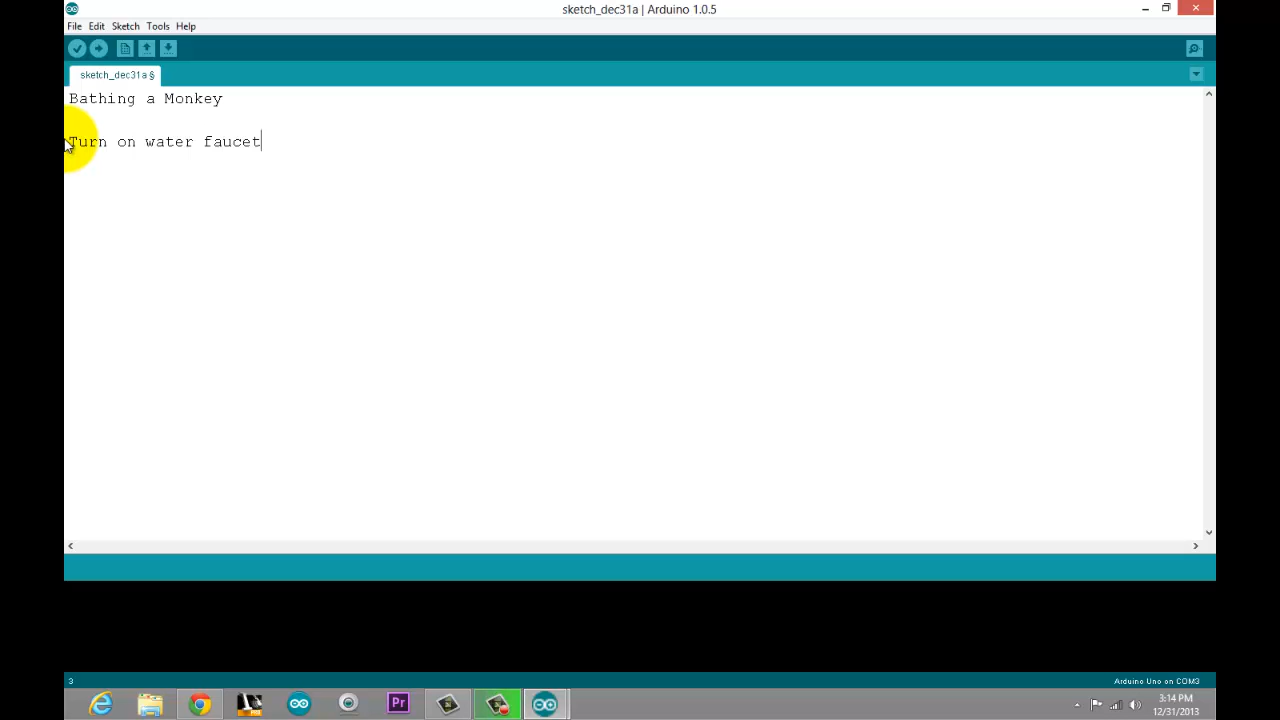 sketch_dec31a | Arduino 1.0.5
File Edit Sketch Tools Help
sketch_dec31a §
Bathing a Monkey
Turn on water faucet
3
Arduino Uno on COM3
Pr
3:14 PM
12/31/2013